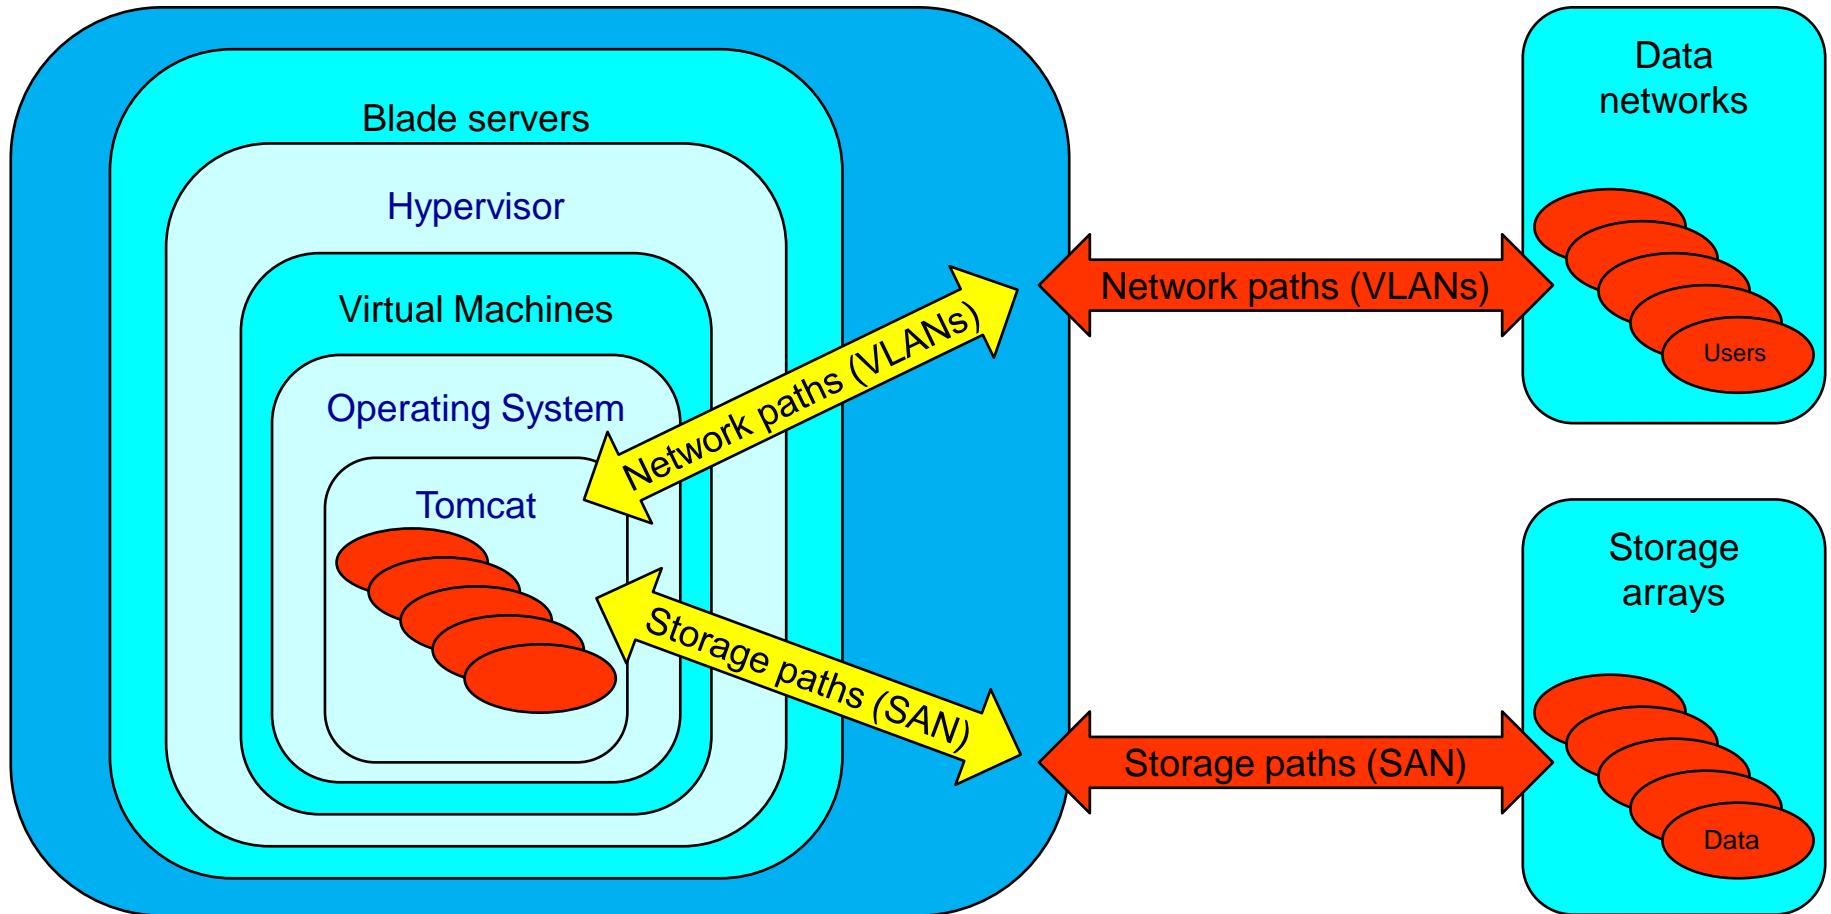 Blade servers
Hypervisor
Virtual Machines
Operating System
Tomcat
Network paths (VLANs)
Storage paths (SAN)
Network paths (VLANs)
Storage paths (SAN)
Data
networks
Users
Storage
arrays
Data